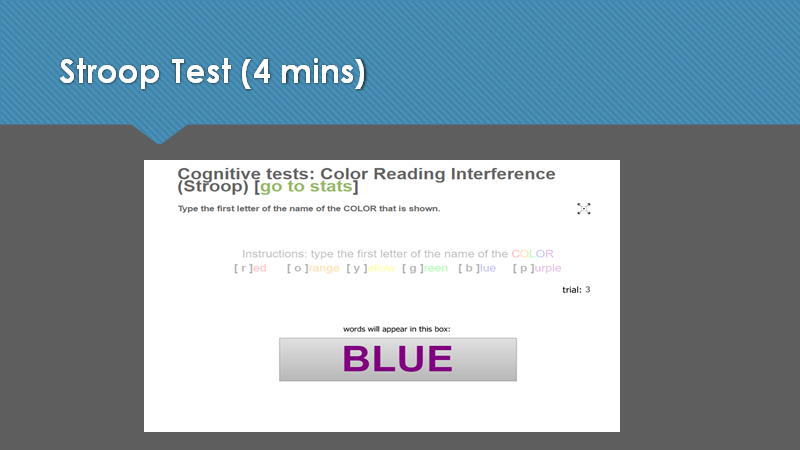 Stroop Test (4 mins)
Cognitive tests: Color Reading Interference
(Stroop) [go to stats]
Type the first letter of the name of the COLOR that is shown.
Instructions: type the first letter of the name of the COLOR
[ r ]ed [ o ]range [ y ]ellow [ g ]reen [ b ]lue [ p ]urple
trial: 3
words will appear in this box:
BLUE